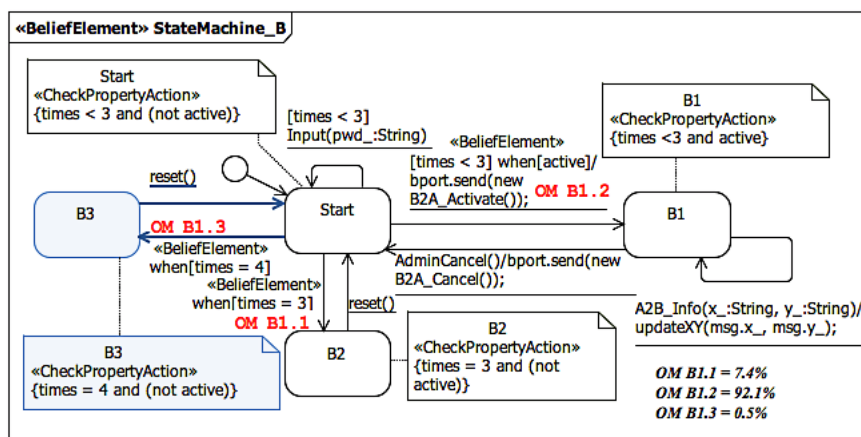 «BeliefElement» StateMachine_B
Start
«CheckPropertyAction»
{times < 3 and (not active)}
[times < 3]
Input(pwd_:String)
«BeliefElement»
[times < 3] when[active]/
bport.send(new
B2A_Activate());
OM B1.2
B1
«CheckPropertyAction»
{times <3 and active}
reset()
B3
Start
B1
OM B1.3
«BeliefElement»
when[times = 4]
«BeliefElement»
when[times = 3]
OM B1.1
reset()
AdminCancel()/bport.send(new
B2A_Cancel());
A2B_Info(x_:String, y_:String)/
updateXY(msg.x_, msg.y_);
B3
«CheckPropertyAction»
{times = 4 and (not active)}
B2
B2
«CheckPropertyAction»
{times = 3 and (not
active)}
OM B1.1 = 7.4%
OM B1.2 = 92.1%
OM B1.3 = 0.5%